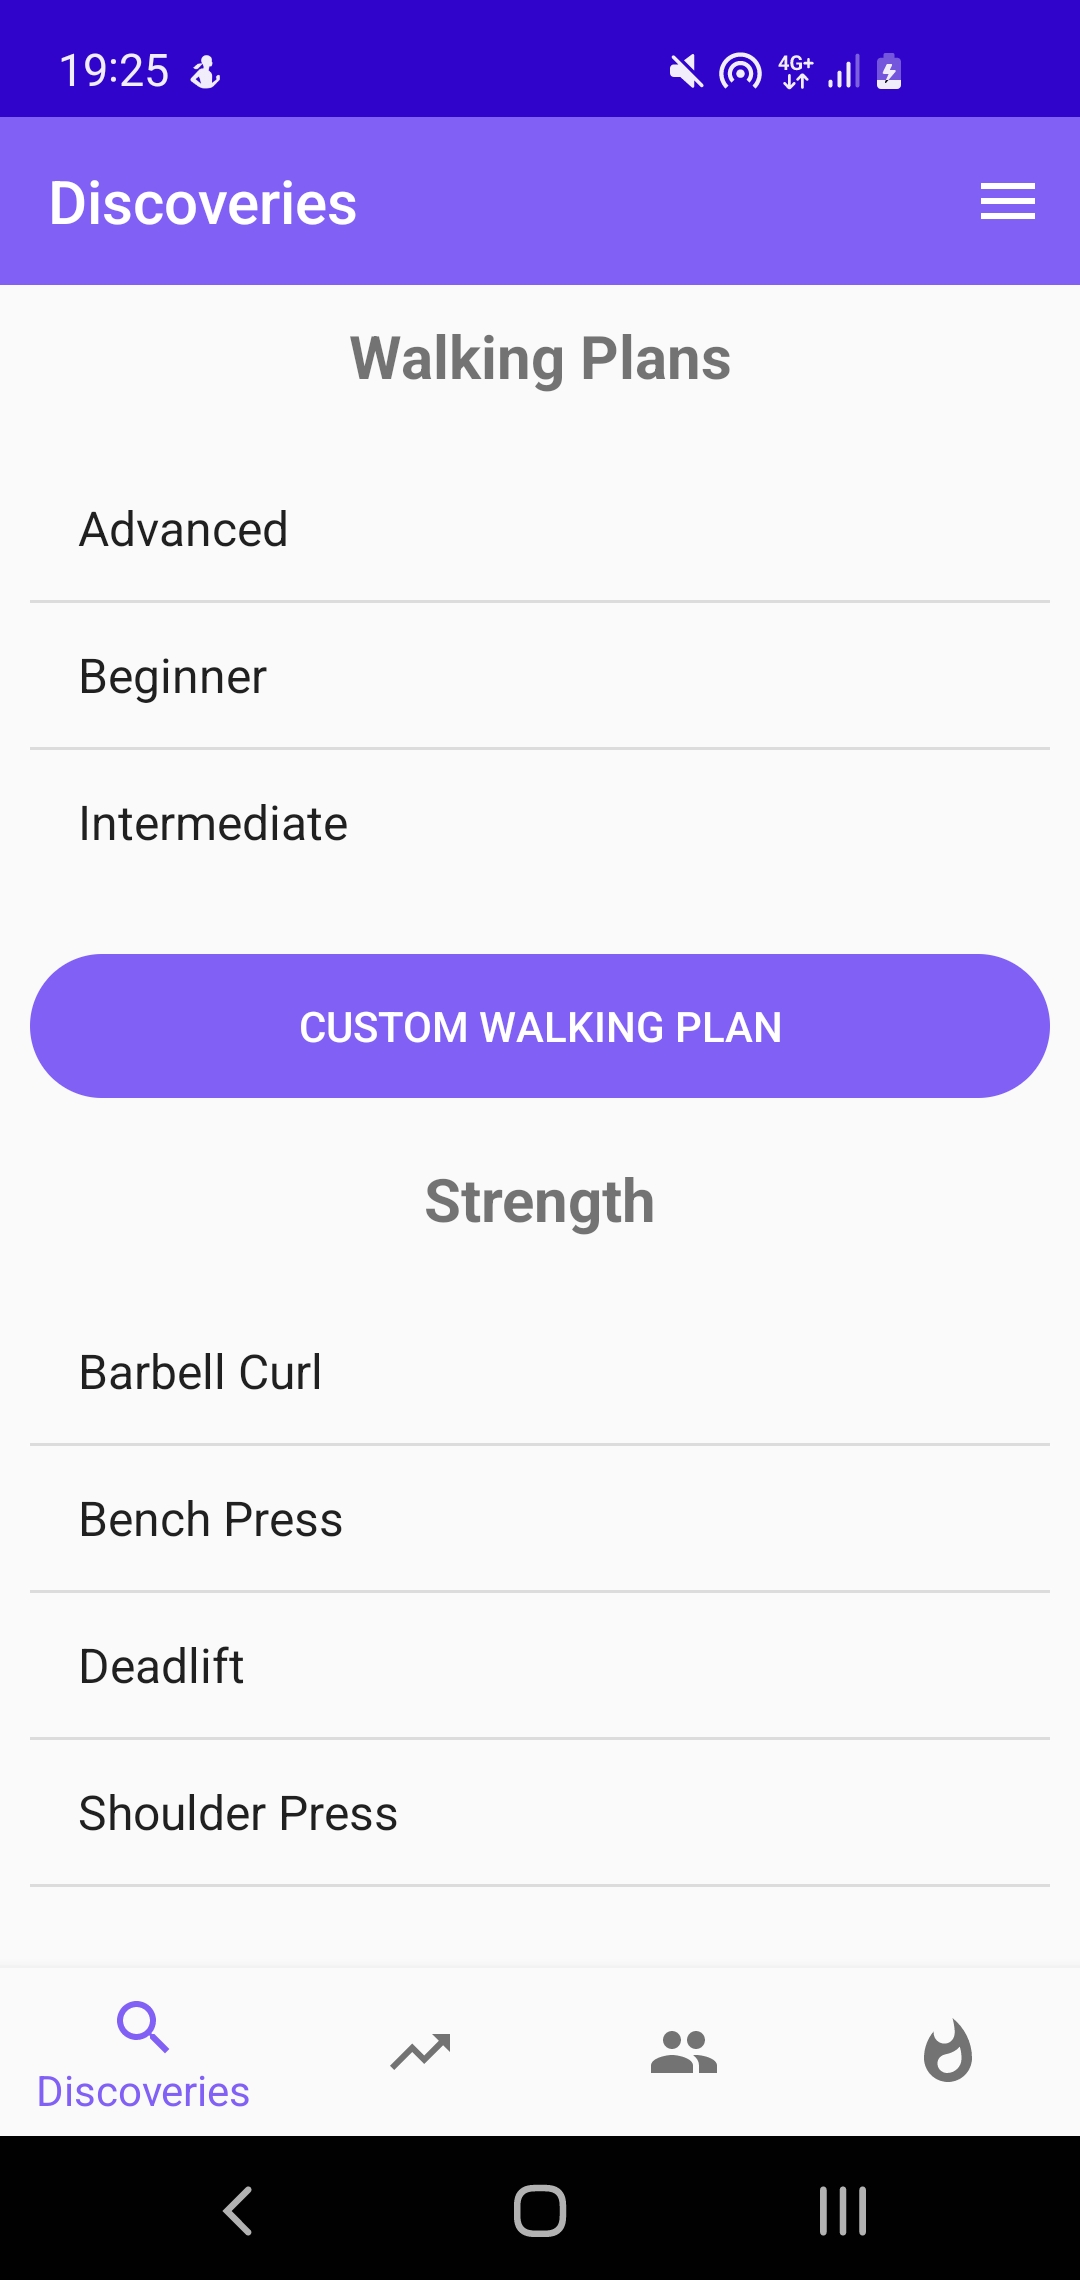 19:25
4G+
Discoveries
Walking Plans
Advanced
Beginner
Intermediate
CUSTOM WALKING PLAN
Strength
Barbell Curl
Bench Press
Deadlift
Shoulder Press
Discoveries